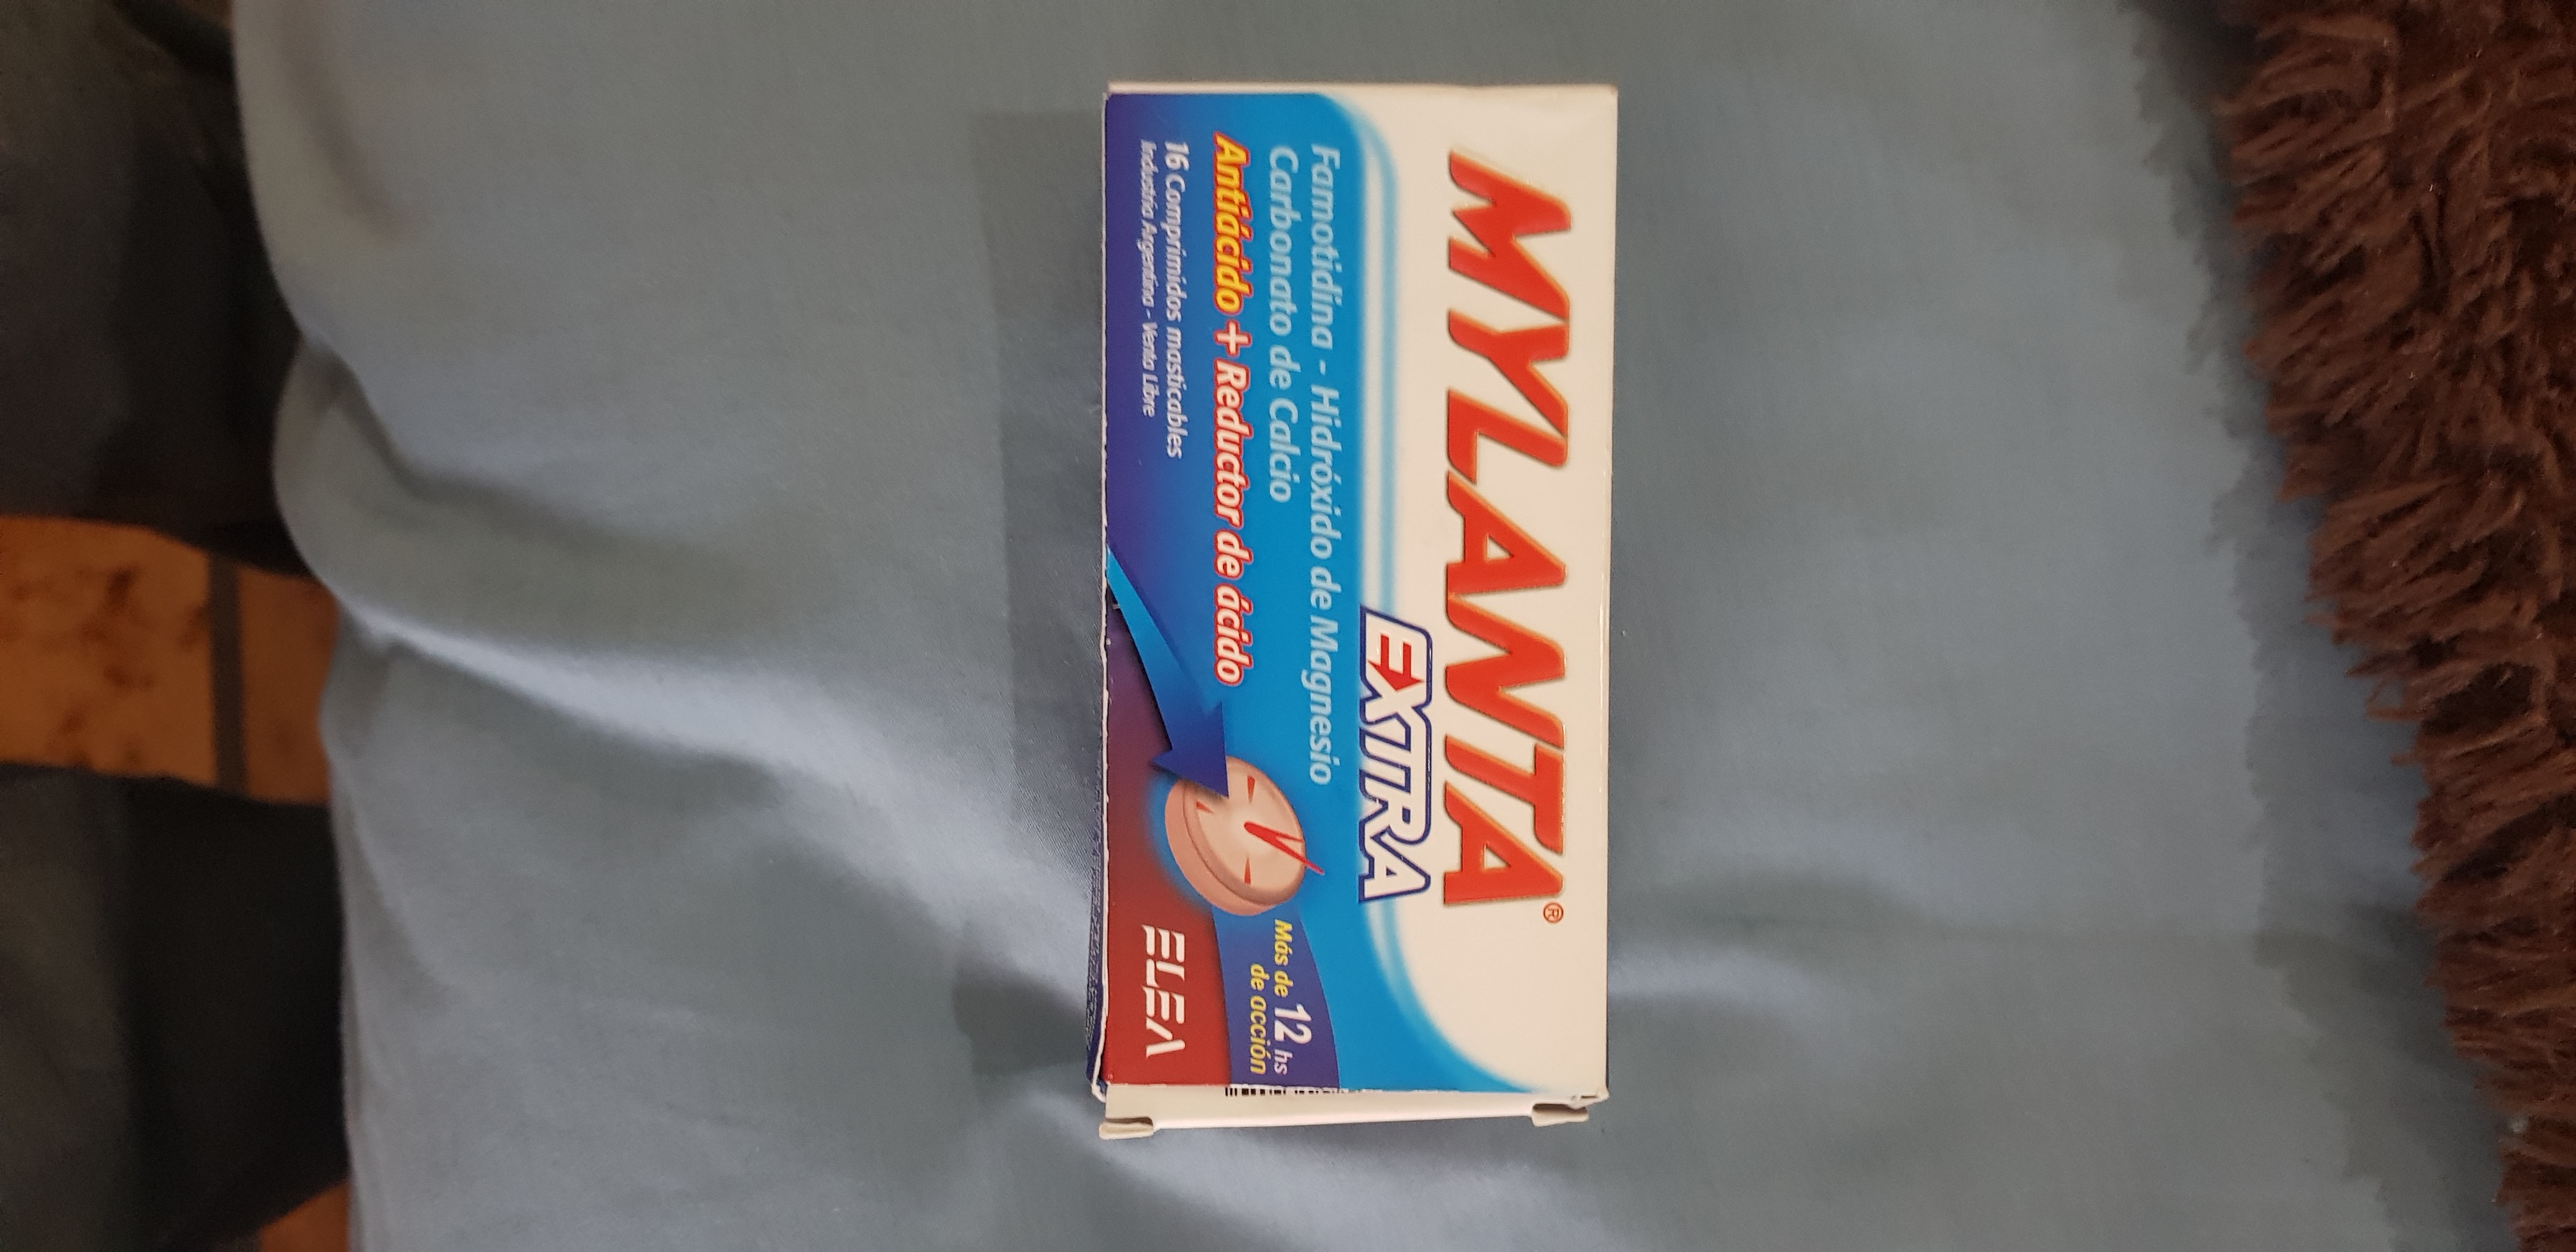 MYLANTA®
EXTRA
Famotidina - Hidróxido de Magnesio
Carbonato de Calcio
Antiácido + Reductor de ácido
16 Comprimidos masticables
Industria Argentina - Venta Libre
Más de 12 hs
de acción
ELEA